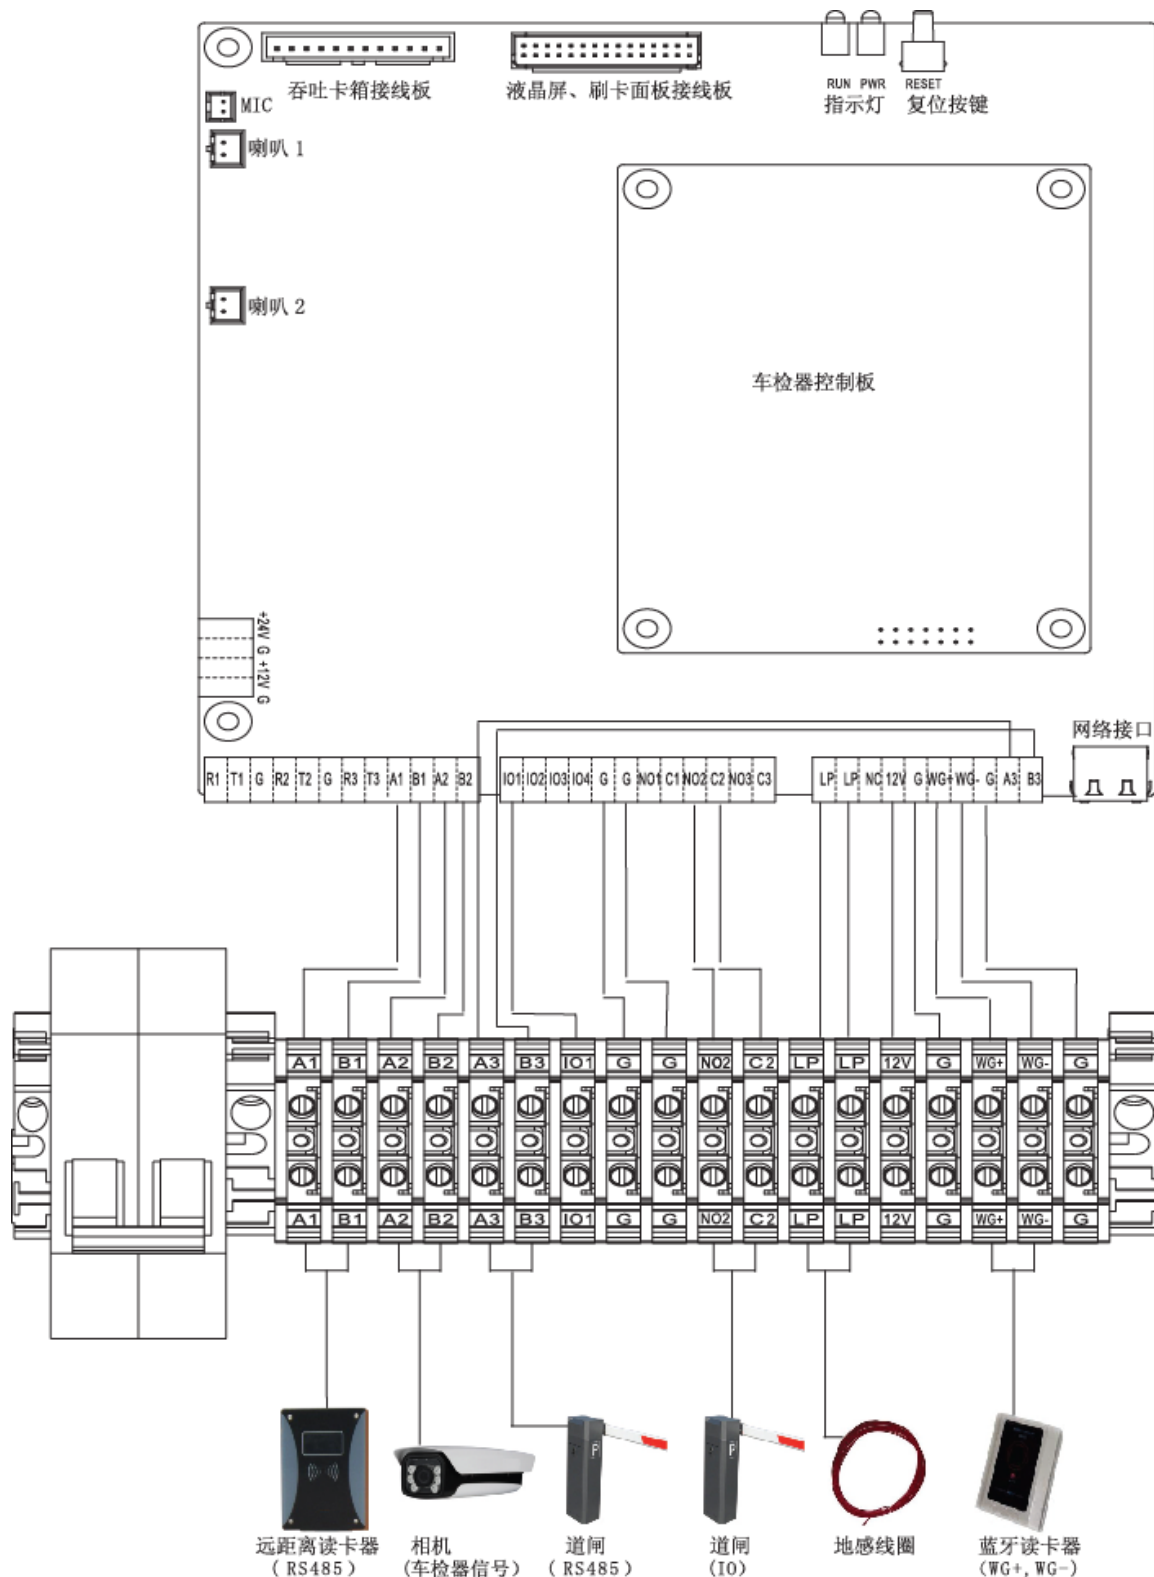 吞吐卡箱接线板
液晶屏、刷卡面板接线板
RUN PWR RESET
指示灯 复位按键
MIC
喇叭 1
喇叭 2
车检器控制板
+24V G +12V G
网络接口
R1 T1 G R2 T2 G R3 T3 A1 B1 A2 B2
IO1 IO2 IO3 IO4 G G NO1 C1 NO2 C2 NO3 C3
LP LP NC 12V G WG+ WG- G A3 B3
A1 B1 A2 B2 A3 B3 IO1 G G NO2 C2 LP LP 12V G WG+ WG- G
A1 B1 A2 B2 A3 B3 IO1 G G NO2 C2 LP LP 12V G WG+ WG- G
P
P
远距离读卡器
(RS485)
相机
(车检器信号)
道闸
(RS485)
道闸
(IO)
地感线圈
蓝牙读卡器
(WG+, WG-)